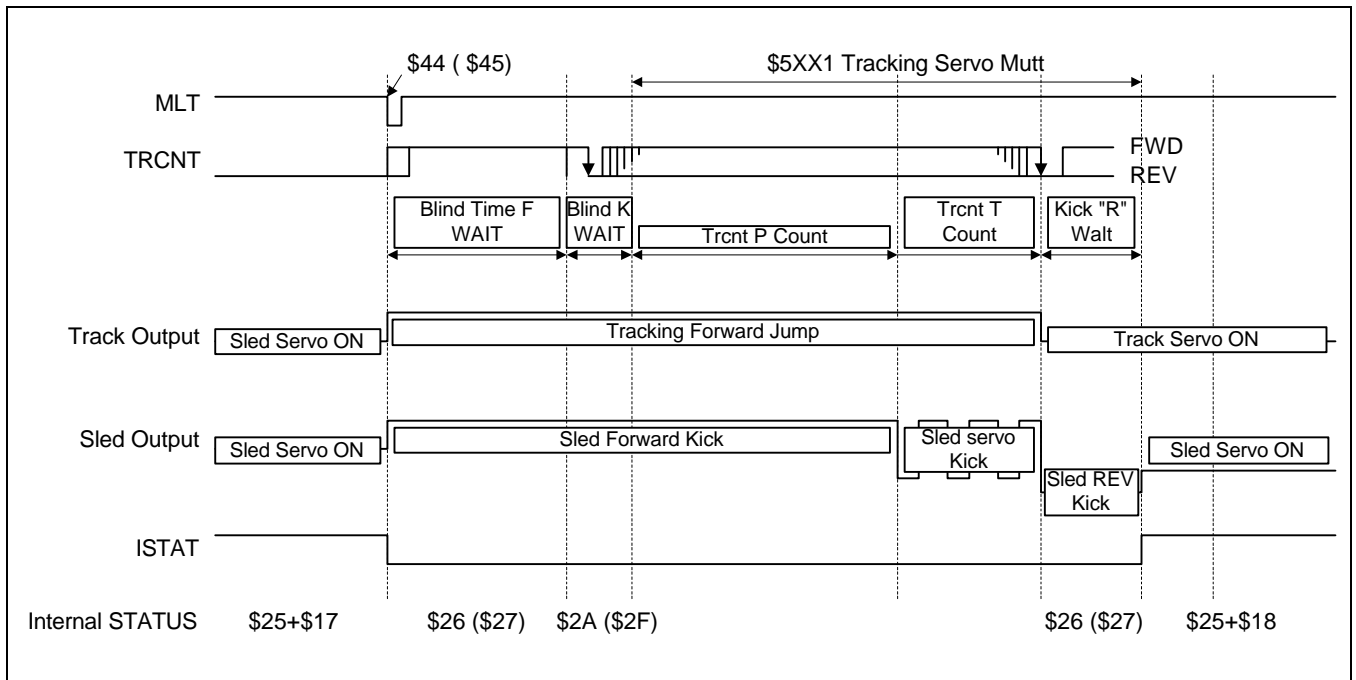 $44 ( $45)
$5XX1 Tracking Servo Mutt
MLT
TRCNT
FWD
REV
Blind Time F
WAIT
Blind K
WAIT
Trcnt P Count
Trcnt T
Count
Kick "R"
Walt
Track Output
Sled Servo ON
Tracking Forward Jump
Track Servo ON
Sled Output
Sled Servo ON
Sled Forward Kick
Sled servo
Kick
Sled REV
Kick
Sled Servo ON
ISTAT
Internal STATUS
$25+$17
$26 ($27)
$2A ($2F)
$26 ($27)
$25+$18